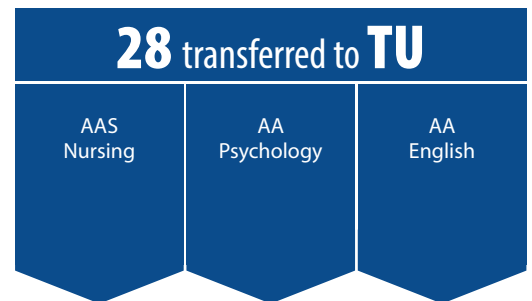 28 transferred to TU
AAS
Nursing
AA
Psychology
AA
English